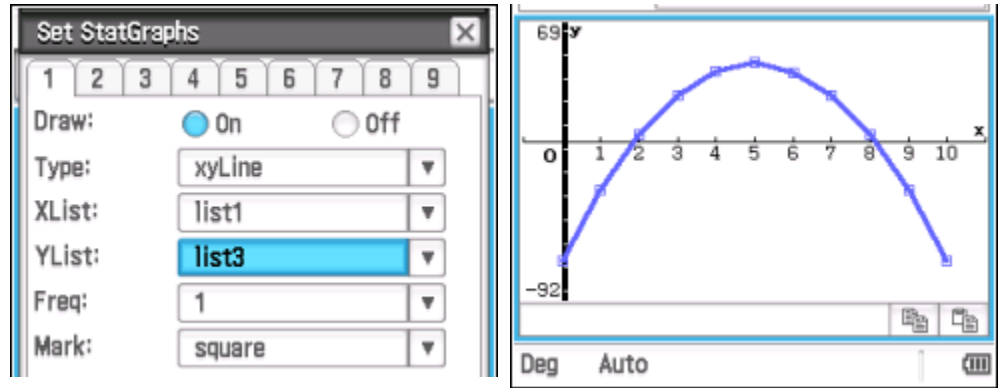 Set StatGraphs
1 2 3 4 5 6 7 8 9
Draw: On Off
Type: xyLine
XList: list1
YList: list3
Freq: 1
Mark: square
69 y
x
0 1 2 3 4 5 6 7 8 9 10
-92
Deg Auto